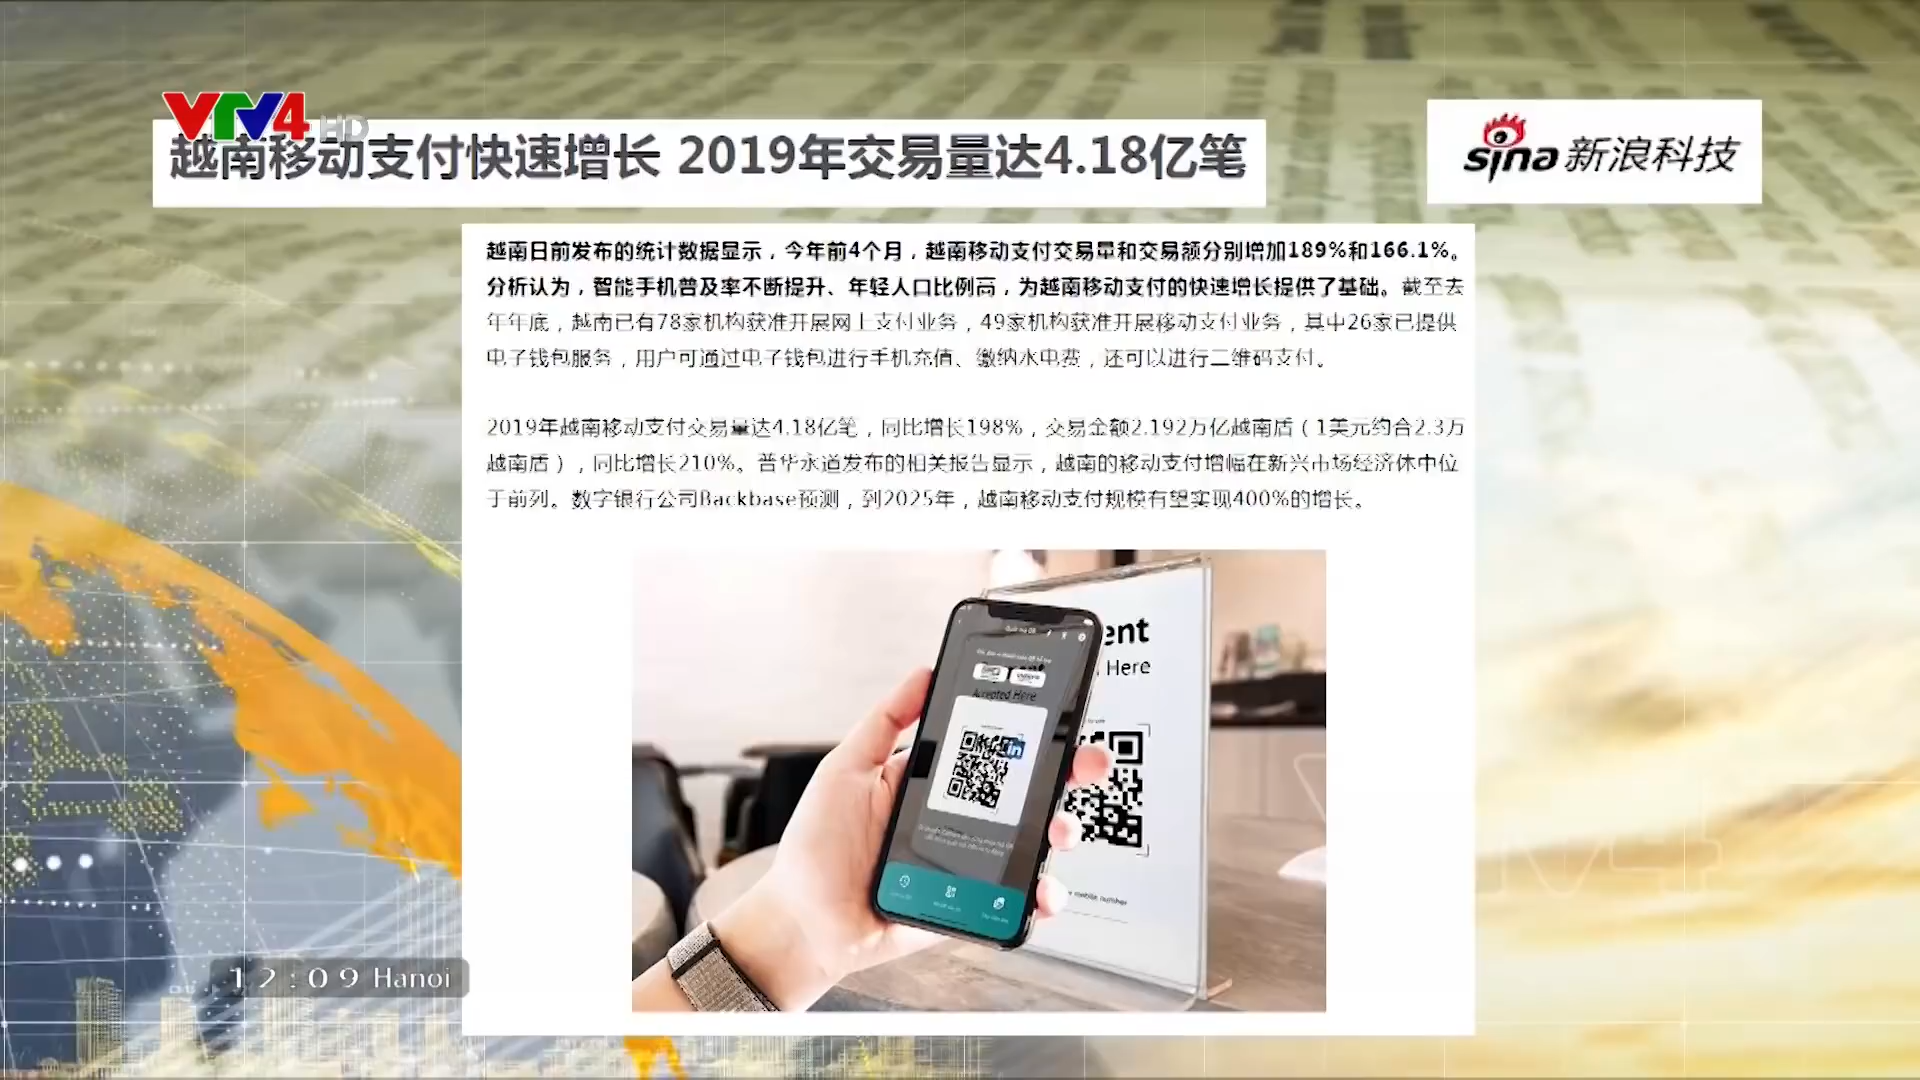 VTV4 HD
越南移动支付快速增长 2019年交易量达4.18亿笔
sina 新浪科技
越南日前发布的统计数据显示，今年前4个月，越南移动支付交易量和交易额分别增加189%和166.1%。
分析认为，智能手机普及率不断提升、年轻人口比例高，为越南移动支付的快速增长提供了基础。截至去
年年底，越南已有78家机构获准开展网上支付业务，49家机构获准开展移动支付业务，其中26家已提供
电子钱包服务，用户可通过电子钱包进行手机充值、缴纳水电费，还可以进行二维码支付。
2019年越南移动支付交易量达4.18亿笔，同比增长198%，交易金额2.192万亿越南盾（1美元约合2.3万
越南盾），同比增长210%。普华永道发布的相关报告显示，越南的移动支付增幅在新兴市场经济体中位
于前列。数字银行公司Backbase预测，到2025年，越南移动支付规模有望实现400%的增长。
ent
Here
Accepted Here
in
mobile number
12:09 Hanoi